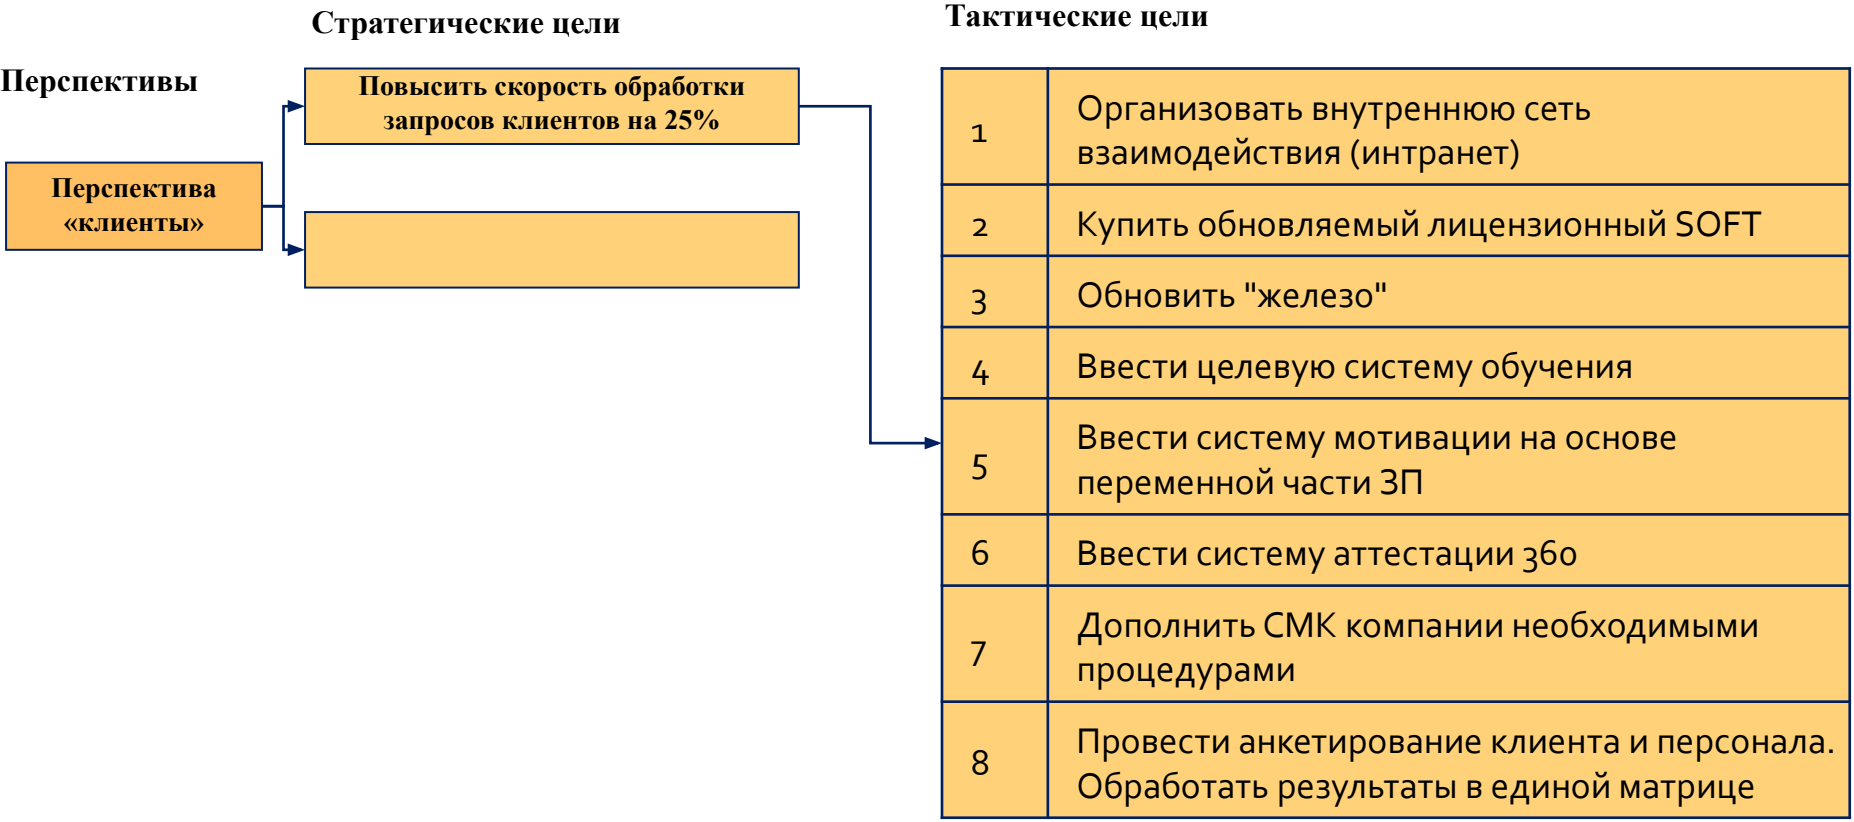 Стратегические цели
Тактические цели
Перспективы
Повысить скорость обработки
запросов клиентов на 25%
Перспектива
«клиенты»
1
Организовать внутреннюю сеть
взаимодействия (интранет)
2
Купить обновляемый лицензионный SOFT
3
Обновить "железо"
4
Ввести целевую систему обучения
5
Ввести систему мотивации на основе
переменной части ЗП
6
Ввести систему аттестации 360
7
Дополнить СМК компании необходимыми
процедурами
8
Провести анкетирование клиента и персонала.
Обработать результаты в единой матрице